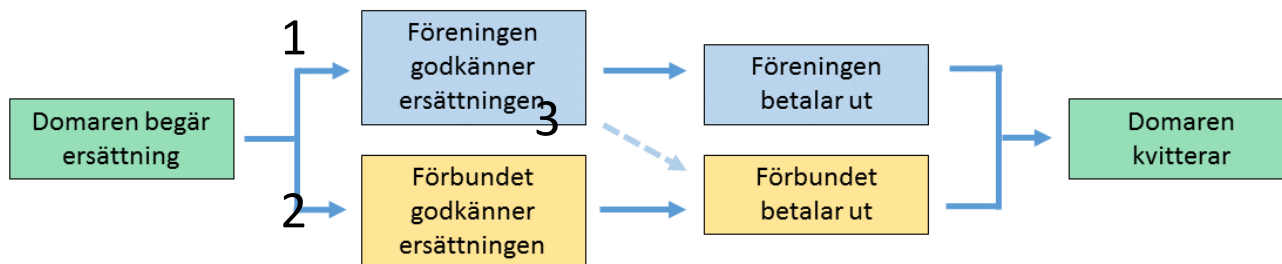 Domaren begär
ersättning
1
Föreningen
godkänner
ersättningen
Föreningen
betalar ut
3
2
Förbundet
godkänner
ersättningen
Förbundet
betalar ut
Domaren
kvitterar